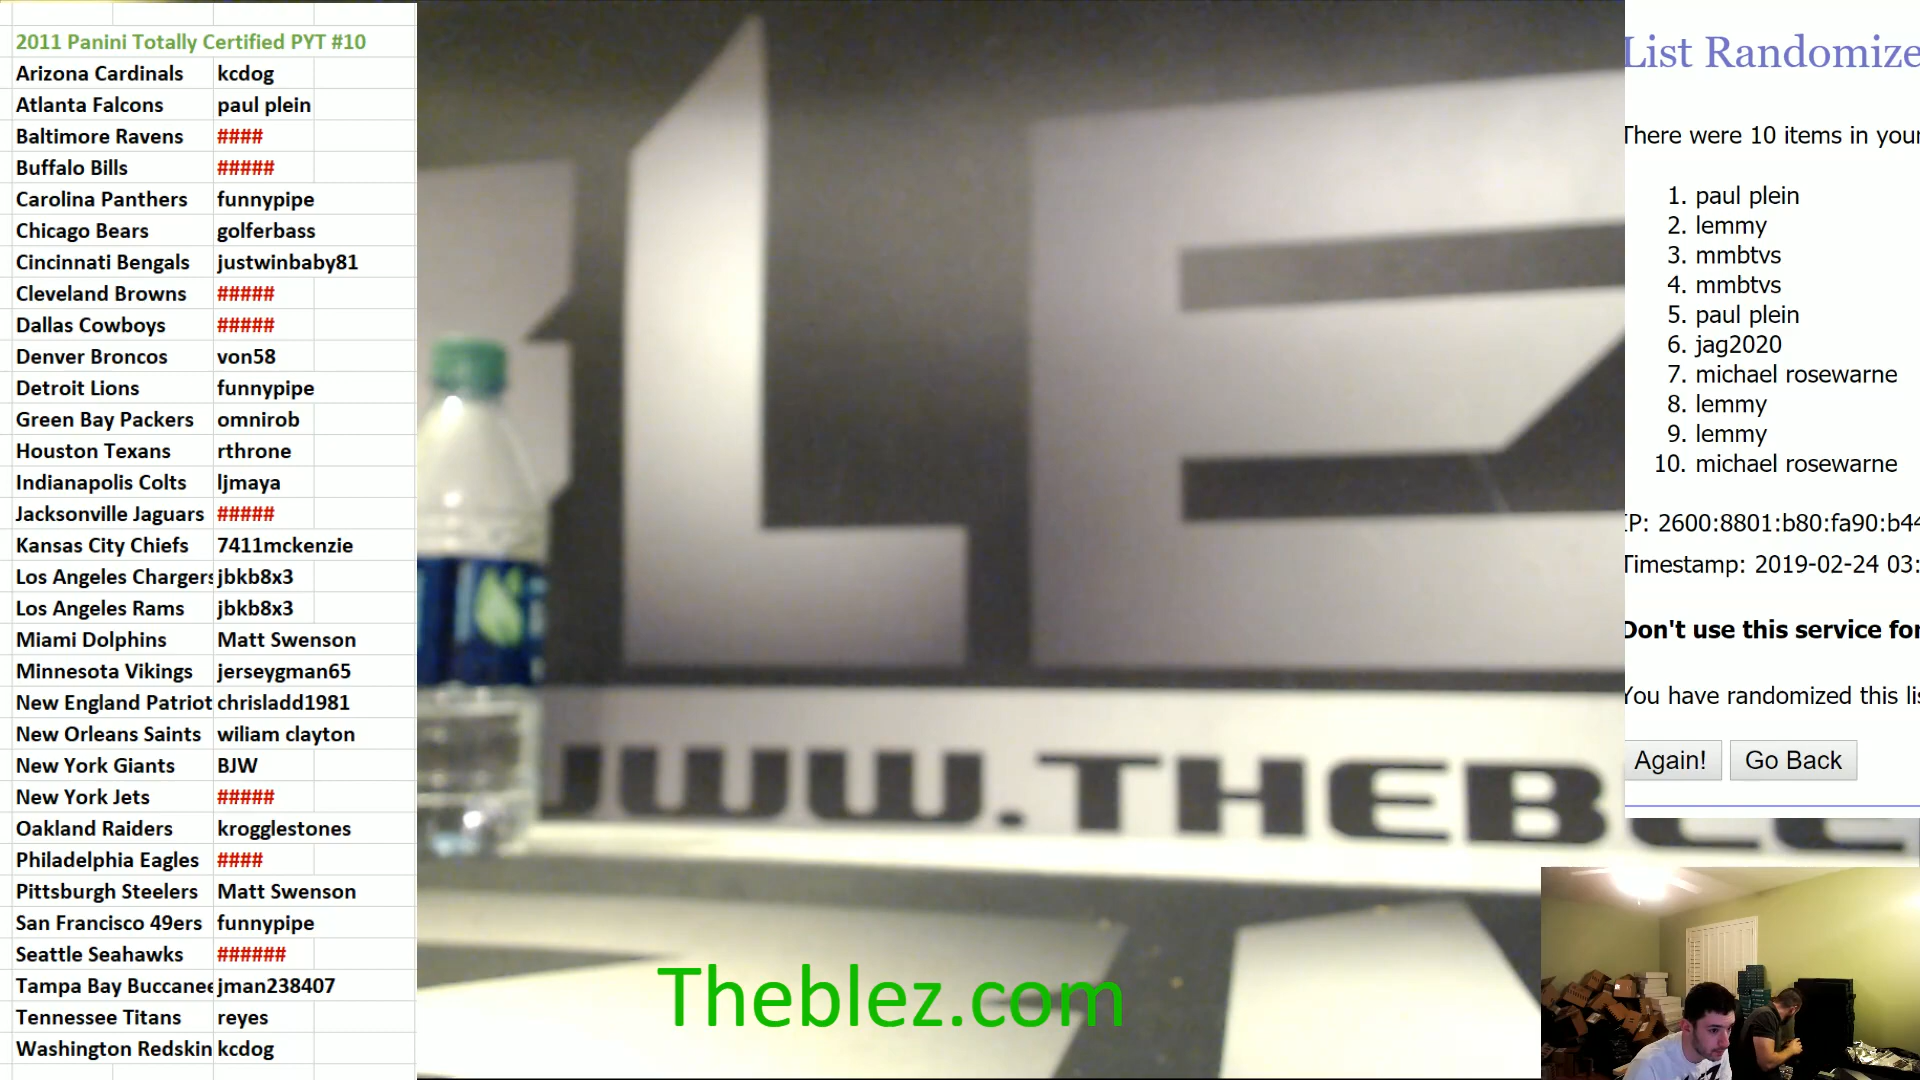 2011 Panini Totally Certified PYT #10
Arizona Cardinals kcdog
Atlanta Falcons paul plein
Baltimore Ravens ####
Buffalo Bills #####
Carolina Panthers funnypipe
Chicago Bears golferbass
Cincinnati Bengals justwinbaby81
Cleveland Browns #####
Dallas Cowboys #####
Denver Broncos von58
Detroit Lions funnypipe
Green Bay Packers omnirob
Houston Texans rthrone
Indianapolis Colts ljmaya
Jacksonville Jaguars #####
Kansas City Chiefs 7411mckenzie
Los Angeles Chargers jbkb8x3
Los Angeles Rams jbkb8x3
Miami Dolphins Matt Swenson
Minnesota Vikings jerseygman65
New England Patriot chrisladd1981
New Orleans Saints wiliam clayton
New York Giants BJW
New York Jets #####
Oakland Raiders krogglestones
Philadelphia Eagles ####
Pittsburgh Steelers Matt Swenson
San Francisco 49ers funnypipe
Seattle Seahawks ######
Tampa Bay Buccanee jman238407
Tennessee Titans reyes
Washington Redskin kcdog
LE
WWW.THEB
Theblez.com
List Randomize
There were 10 items in your
1. paul plein
2. lemmy
3. mmbtvs
4. mmbtvs
5. paul plein
6. jag2020
7. michael rosewarne
8. lemmy
9. lemmy
10. michael rosewarne
IP: 2600:8801:b80:fa90:b44
Timestamp: 2019-02-24 03:
Don't use this service for
You have randomized this lis
Again! Go Back